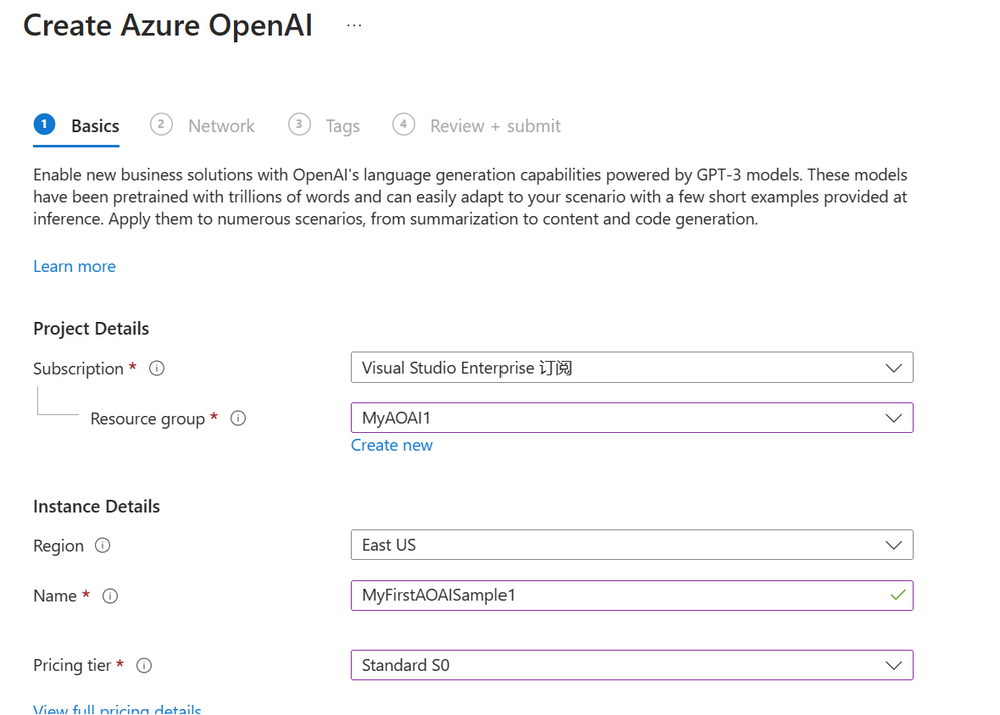 Create Azure OpenAI ...
1 Basics 2 Network 3 Tags 4 Review + submit
Enable new business solutions with OpenAI's language generation capabilities powered by GPT-3 models. These models
have been pretrained with trillions of words and can easily adapt to your scenario with a few short examples provided at
inference. Apply them to numerous scenarios, from summarization to content and code generation.
Learn more
Project Details
Subscription * Visual Studio Enterprise 订阅
Resource group * MyAOAI1
Create new
Instance Details
Region East US
Name * MyFirstAOAISample1
Pricing tier * Standard S0
View full pricing details